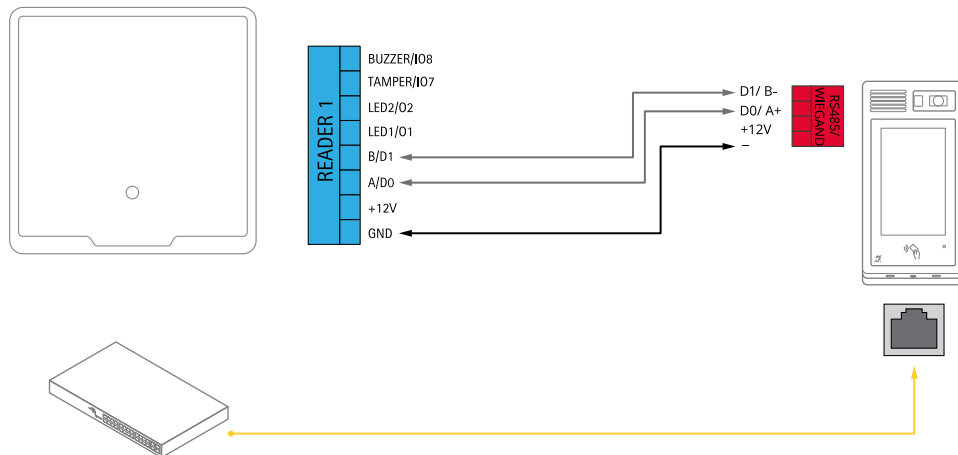 READER 1
BUZZER/IO8
TAMPER/IO7
LED2/O2
LED1/O1
B/D1
A/D0
+12V
GND
D1/ B-
D0/ A+
+12V
–
RS485/
WIEGAND